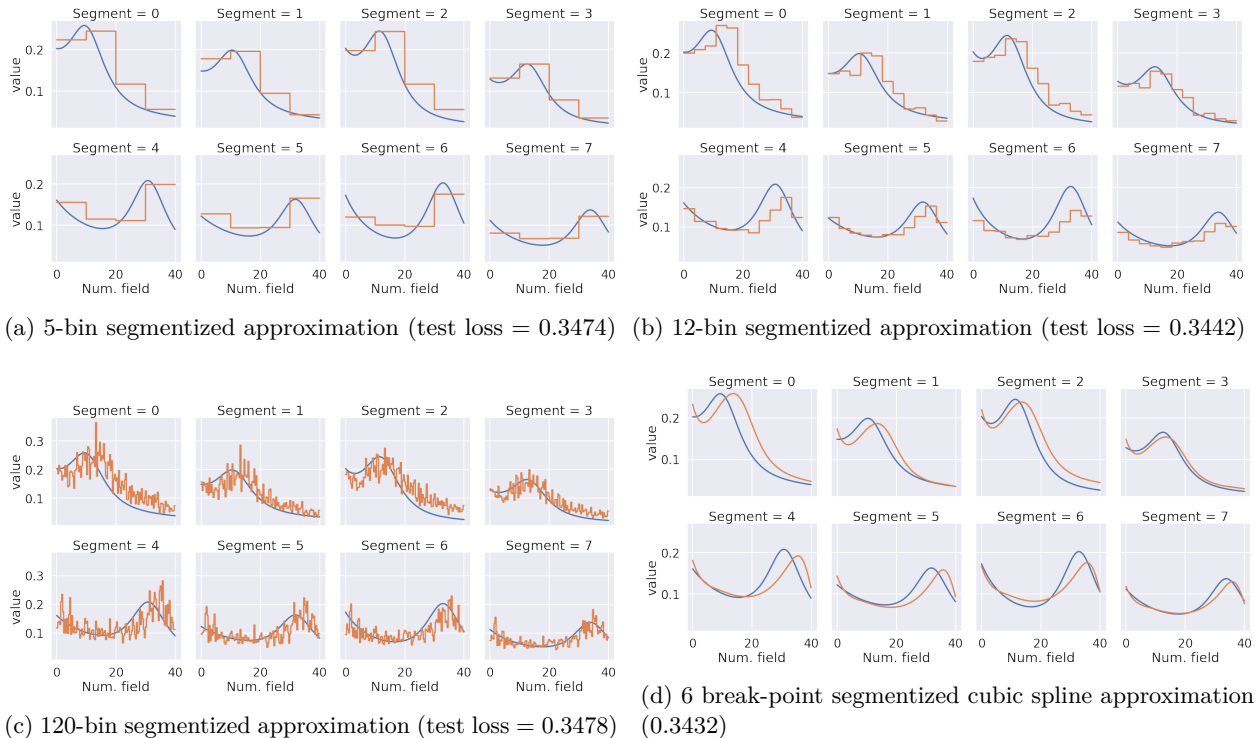 Segment = 0 Segment = 1 Segment = 2 Segment = 3
value
0.2
0.1
Segment = 4 Segment = 5 Segment = 6 Segment = 7
value
0.2
0.1
0 20 40 0 20 40 0 20 40 0 20 40
Num. field Num. field Num. field Num. field
(a) 5-bin segmentized approximation (test loss = 0.3474)
Segment = 0 Segment = 1 Segment = 2 Segment = 3
value
0.2
0.1
Segment = 4 Segment = 5 Segment = 6 Segment = 7
value
0.2
0.1
0 20 40 0 20 40 0 20 40 0 20 40
Num. field Num. field Num. field Num. field
(b) 12-bin segmentized approximation (test loss = 0.3442)
Segment = 0 Segment = 1 Segment = 2 Segment = 3
value
0.3
0.2
0.1
Segment = 4 Segment = 5 Segment = 6 Segment = 7
value
0.3
0.2
0.1
0 20 40 0 20 40 0 20 40 0 20 40
Num. field Num. field Num. field Num. field
(c) 120-bin segmentized approximation (test loss = 0.3478)
Segment = 0 Segment = 1 Segment = 2 Segment = 3
value
0.2
0.1
Segment = 4 Segment = 5 Segment = 6 Segment = 7
value
0.2
0.1
0 20 40 0 20 40 0 20 40 0 20 40
Num. field Num. field Num. field Num. field
(d) 6 break-point segmentized cubic spline approximation
(0.3432)